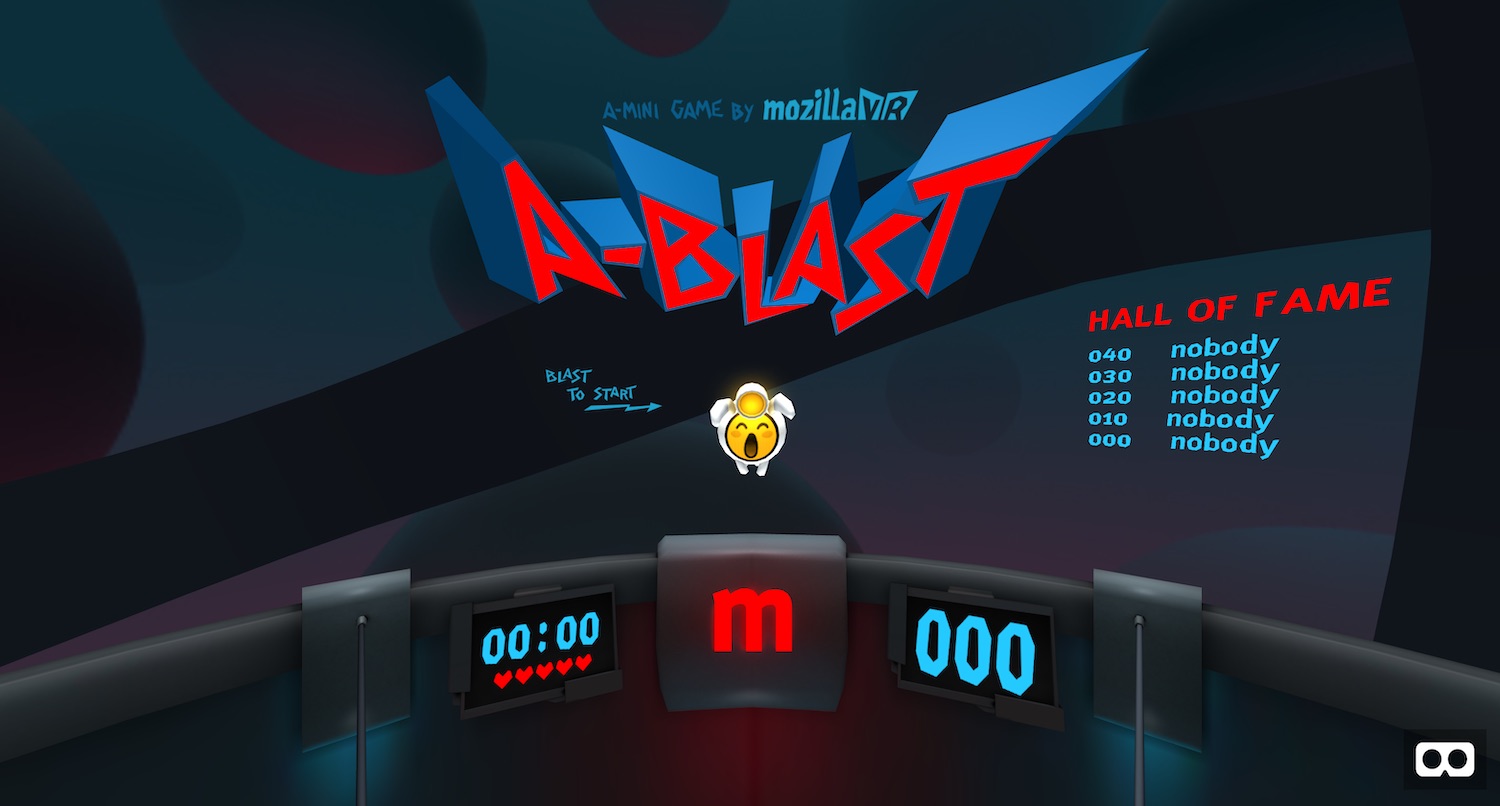 A-MINI GAME BY mozillaVR
A-BLAST
HALL OF FAME
040 nobody
030 nobody
020 nobody
010 nobody
000 nobody
BLAST
TO START
00:00
m
000